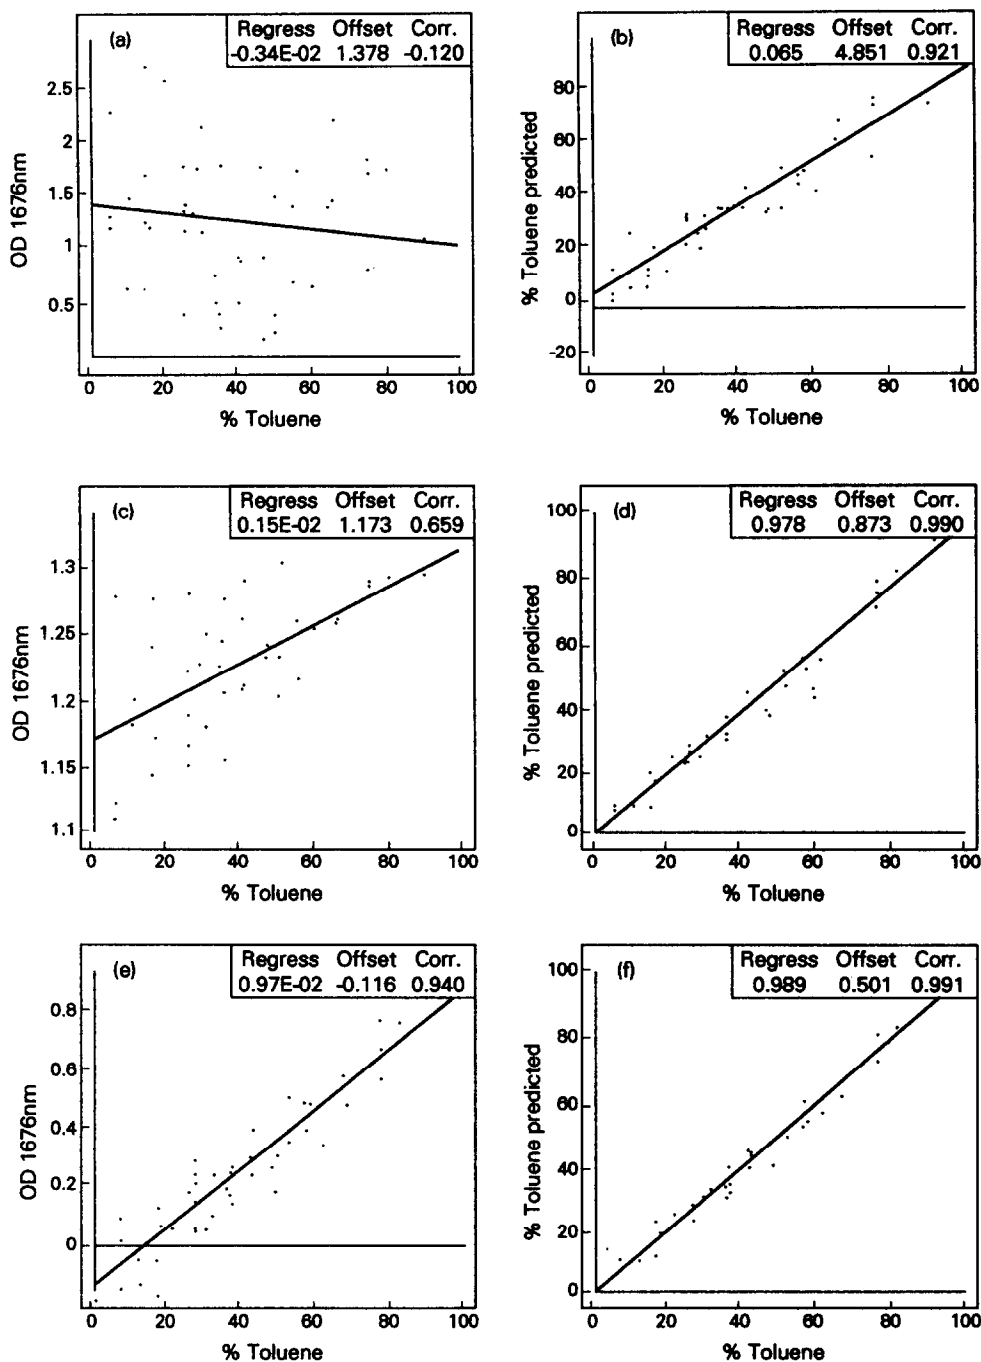 (a)
Regress Offset Corr.
-0.34E-02 1.378 -0.120
2.5
2
1.5
1
0.5
OD 1676nm
0 20 40 60 80 100
% Toluene
(b)
Regress Offset Corr.
0.065 4.851 0.921
80
60
40
20
0
-20
% Toluene predicted
0 20 40 60 80 100
% Toluene
(c)
Regress Offset Corr.
0.15E-02 1.173 0.659
1.3
1.25
1.2
1.15
1.1
OD 1676nm
0 20 40 60 80 100
% Toluene
(d)
Regress Offset Corr.
0.978 0.873 0.990
100
80
60
40
20
0
% Toluene predicted
0 20 40 60 80 100
% Toluene
(e)
Regress Offset Corr.
0.97E-02 -0.116 0.940
0.8
0.6
0.4
0.2
0
OD 1676nm
0 20 40 60 80 100
% Toluene
(f)
Regress Offset Corr.
0.989 0.501 0.991
100
80
60
40
20
0
% Toluene predicted
0 20 40 60 80 100
% Toluene